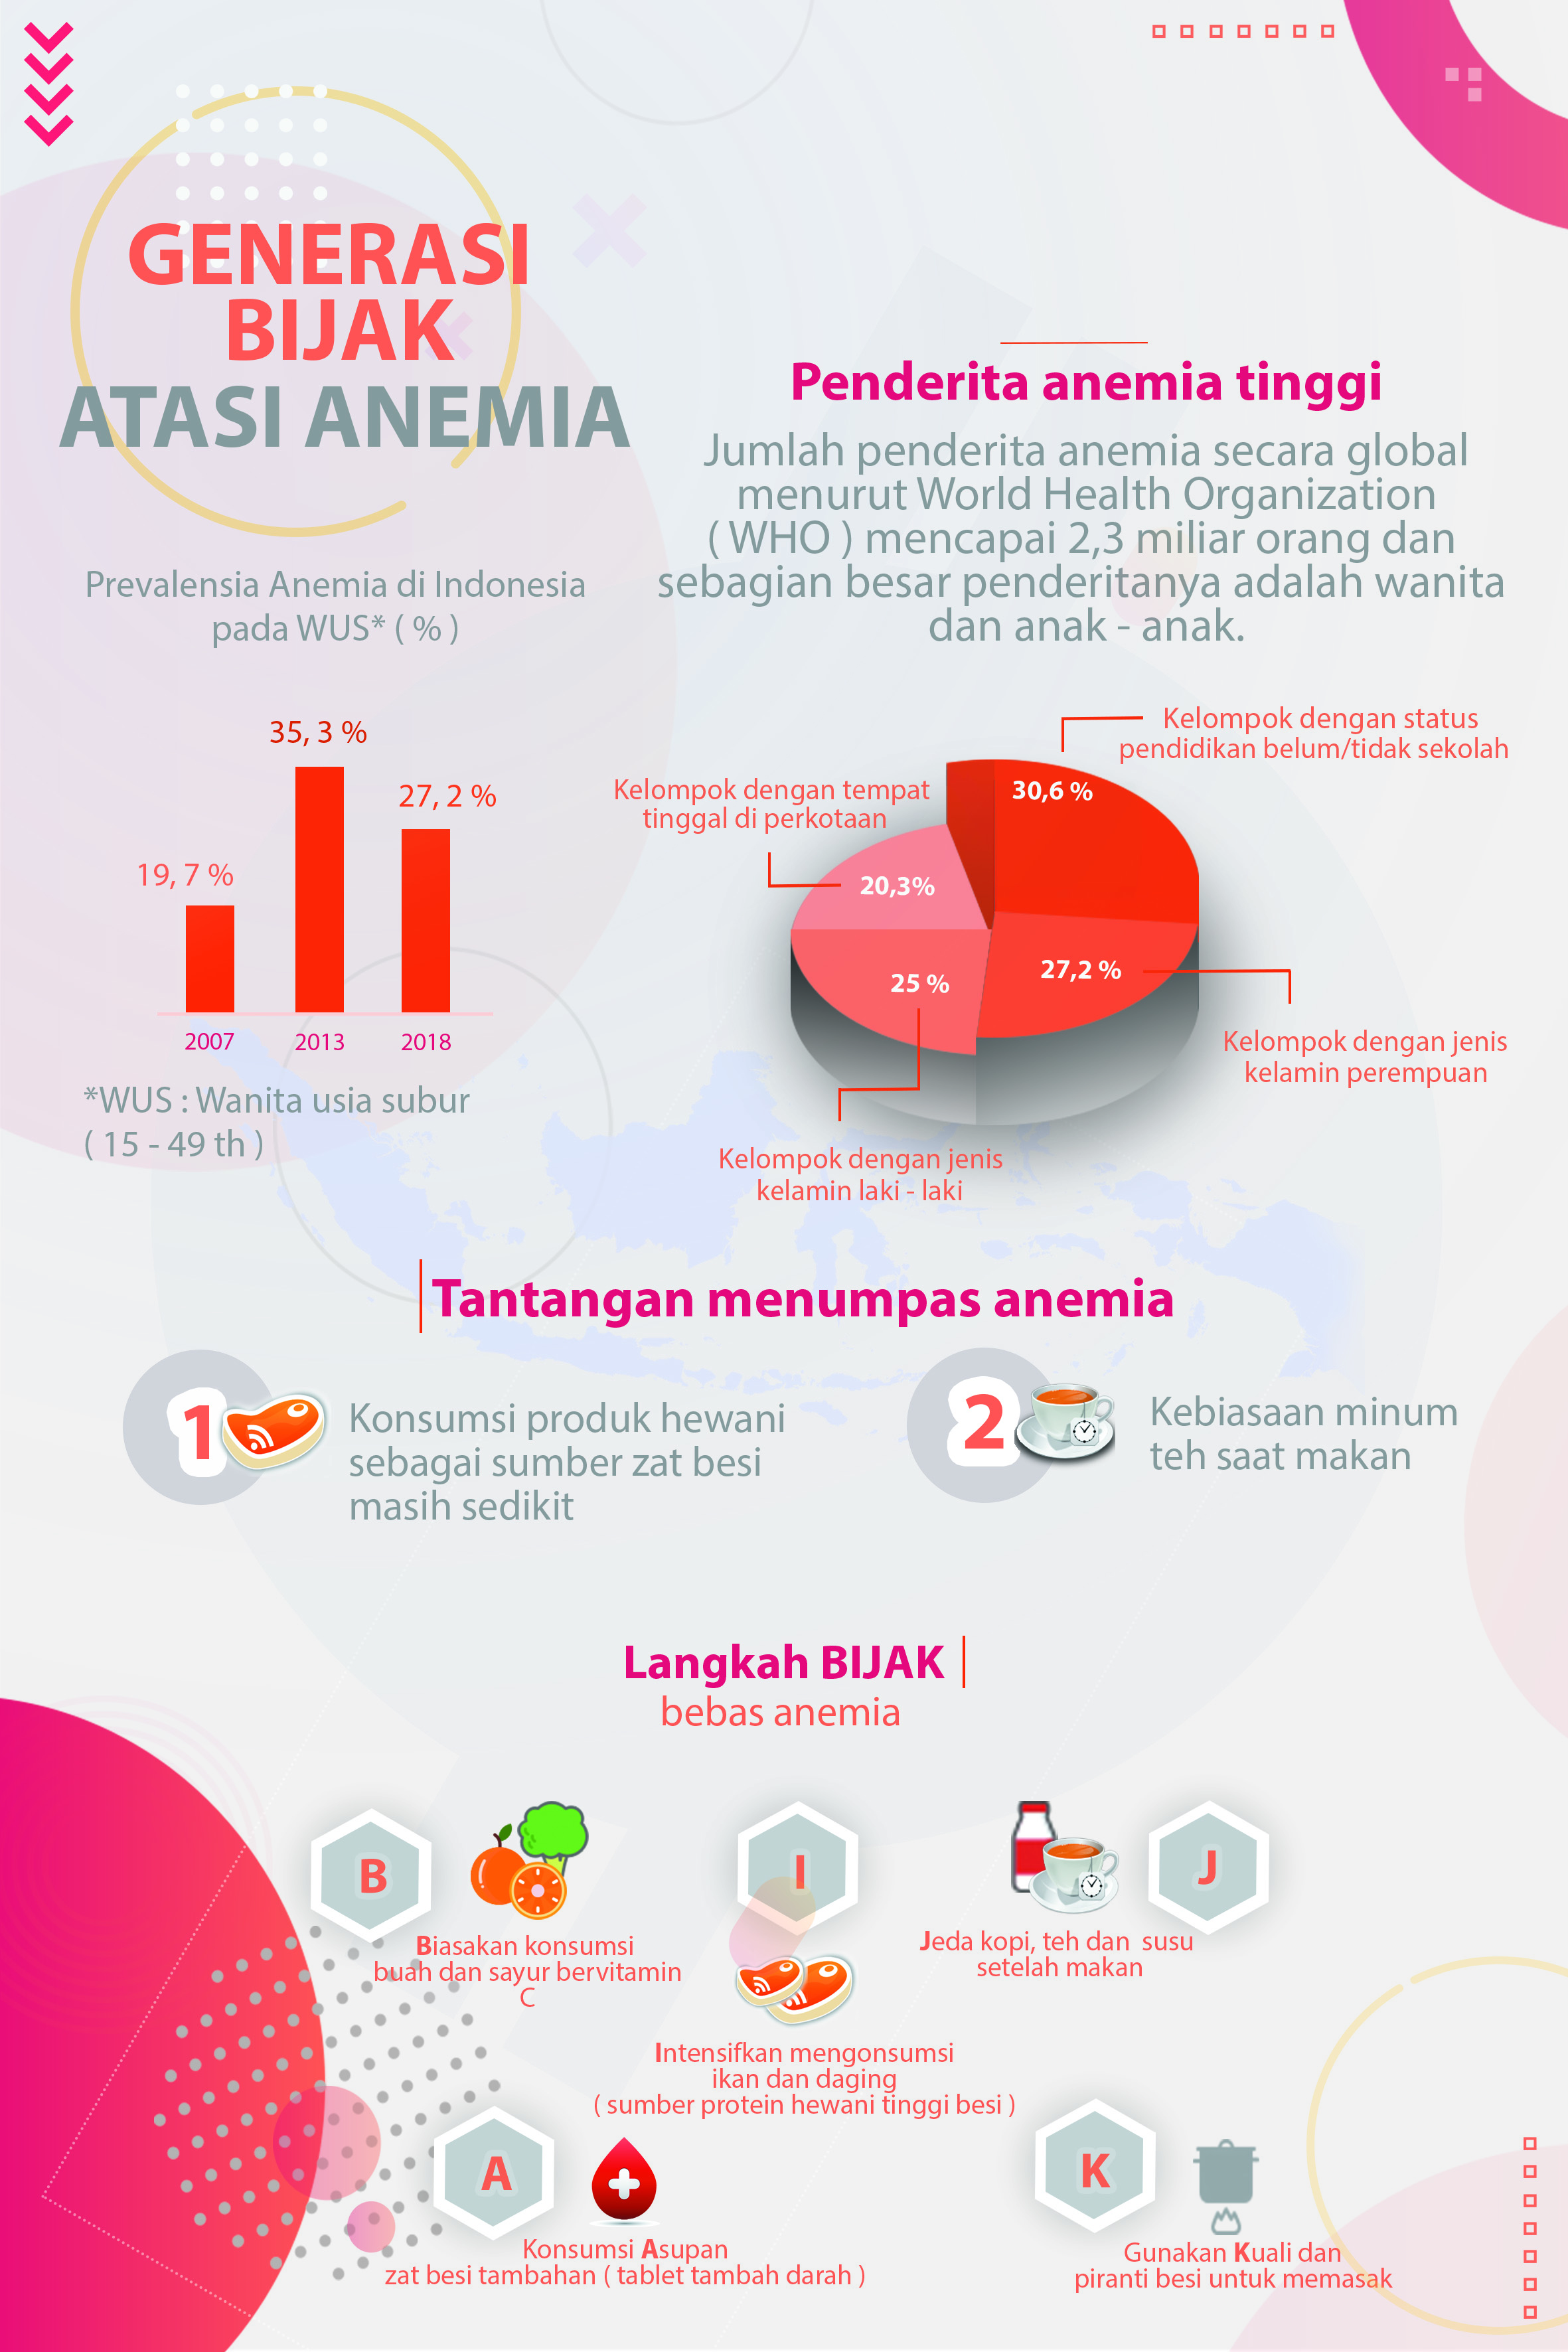 GENERASI
BIJAK
ATASI ANEMIA
Prevalensia Anemia di Indonesia
pada WUS* ( % )
19, 7 %
35, 3 %
27, 2 %
2007
2013
2018
*WUS : Wanita usia subur
( 15 - 49 th )
Penderita anemia tinggi
Jumlah penderita anemia secara global
menurut World Health Organization
( WHO ) mencapai 2,3 miliar orang dan
sebagian besar penderitanya adalah wanita
dan anak - anak.
Kelompok dengan status
pendidikan belum/tidak sekolah
30,6 %
Kelompok dengan tempat
tinggal di perkotaan
20,3%
27,2 %
25 %
Kelompok dengan jenis
kelamin perempuan
Kelompok dengan jenis
kelamin laki - laki
Tantangan menumpas anemia
1
Konsumsi produk hewani
sebagai sumber zat besi
masih sedikit
2
Kebiasaan minum
teh saat makan
Langkah BIJAK
bebas anemia
B
Biasakan konsumsi
buah dan sayur bervitamin
C
I
Intensifkan mengonsumsi
ikan dan daging
( sumber protein hewani tinggi besi )
J
Jeda kopi, teh dan susu
setelah makan
A
Konsumsi Asupan
zat besi tambahan ( tablet tambah darah )
K
Gunakan Kuali dan
piranti besi untuk memasak